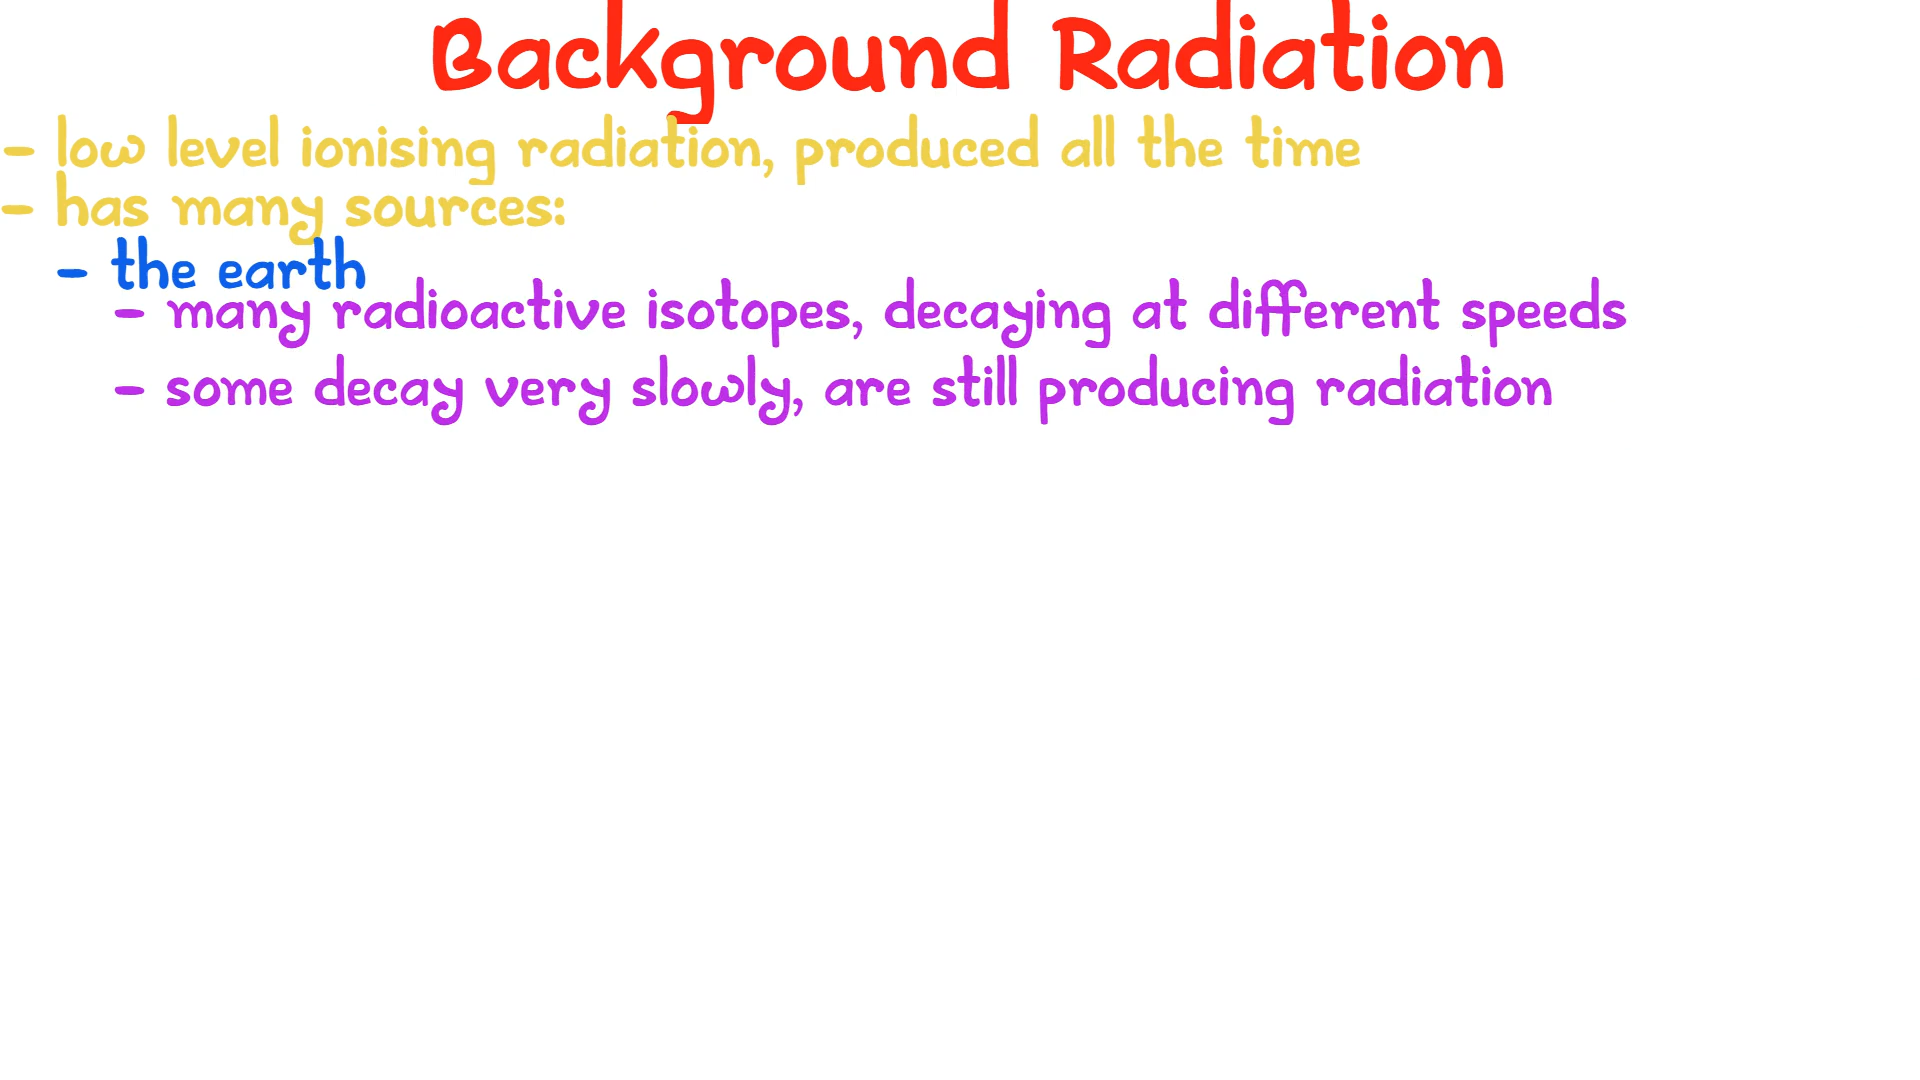 Background Radiation
- low level ionising radiation, produced all the time
- has many sources:
- the earth
- many radioactive isotopes, decaying at different speeds
- some decay very slowly, are still producing radiation